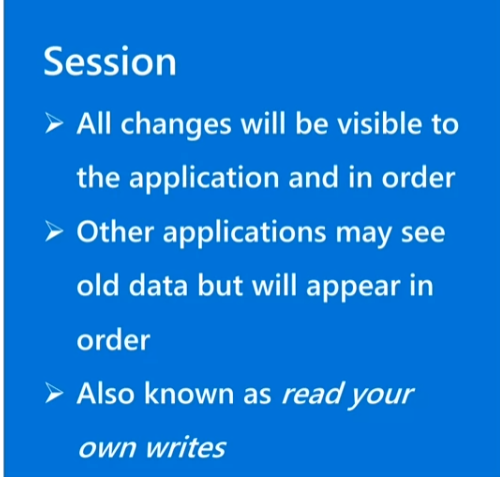 Session
➢ All changes will be visible to
the application and in order
➢ Other applications may see
old data but will appear in
order
➢ Also known as read your
own writes